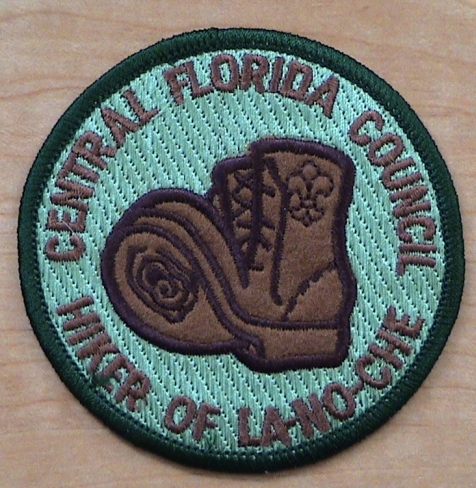 CENTRAL FLORIDA COUNCIL
HIKER OF LA-NO-CHE